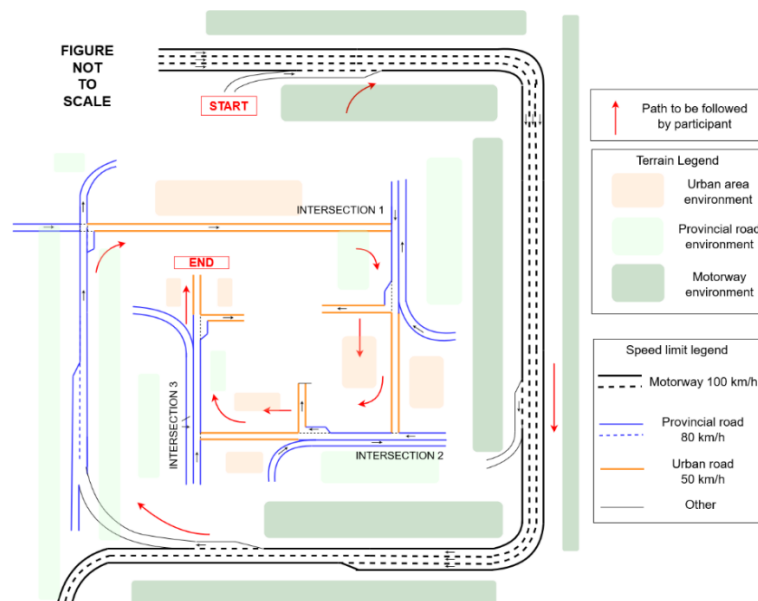 FIGURE
NOT
TO
SCALE
START
INTERSECTION 1
END
INTERSECTION 3
INTERSECTION 2
Path to be followed
by participant
Terrain Legend
Urban area
environment
Provincial road
environment
Motorway
environment
Speed limit legend
Motorway 100 km/h
Provincial road
80 km/h
Urban road
50 km/h
Other